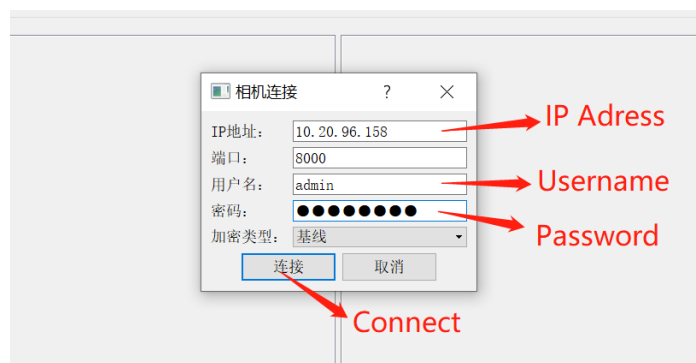 相机连接
?
IP地址：
10.20.96.158
IP Adress
端口：
8000
用户名：
admin
Username
密码：
●●●●●●●●
Password
加密类型：
基线
连接
取消
Connect